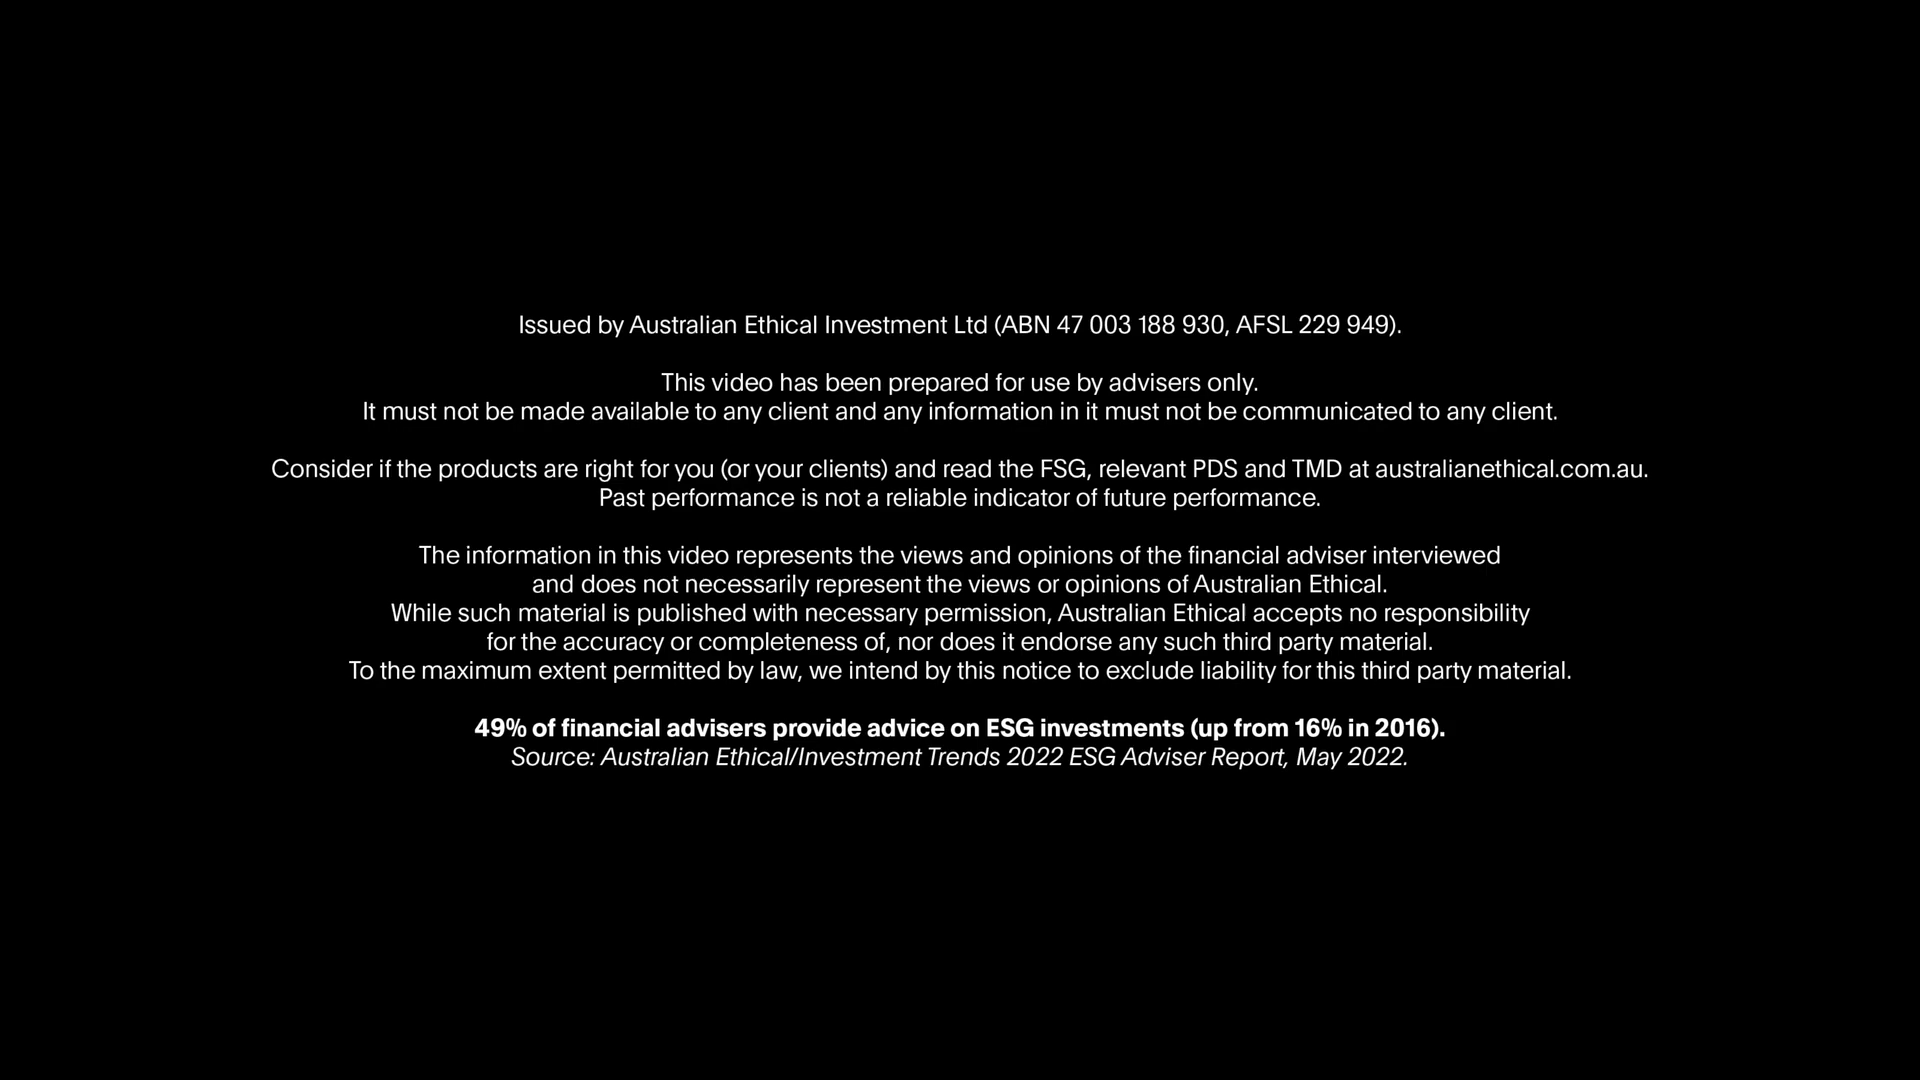 Issued by Australian Ethical Investment Ltd (ABN 47 003 188 930, AFSL 229 949).
This video has been prepared for use by advisers only.
It must not be made available to any client and any information in it must not be communicated to any client.
Consider if the products are right for you (or your clients) and read the FSG, relevant PDS and TMD at australianethical.com.au.
Past performance is not a reliable indicator of future performance.
The information in this video represents the views and opinions of the financial adviser interviewed
and does not necessarily represent the views or opinions of Australian Ethical.
While such material is published with necessary permission, Australian Ethical accepts no responsibility
for the accuracy or completeness of, nor does it endorse any such third party material.
To the maximum extent permitted by law, we intend by this notice to exclude liability for this third party material.
49% of financial advisers provide advice on ESG investments (up from 16% in 2016).
Source: Australian Ethical/Investment Trends 2022 ESG Adviser Report, May 2022.